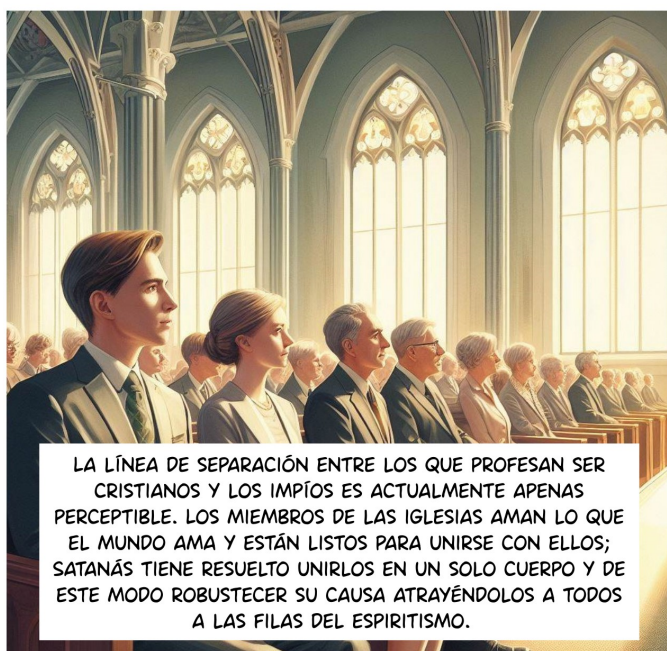 LA LÍNEA DE SEPARACIÓN ENTRE LOS QUE PROFESAN SER
CRISTIANOS Y LOS IMPÍOS ES ACTUALMENTE APENAS
PERCEPTIBLE. LOS MIEMBROS DE LAS IGLESIAS AMAN LO QUE
EL MUNDO AMA Y ESTÁN LISTOS PARA UNIRSE CON ELLOS;
SATANÁS TIENE RESUELTO UNIRLOS EN UN SOLO CUERPO Y DE
ESTE MODO ROBUSTECER SU CAUSA ATRAYÉNDOLOS A TODOS
A LAS FILAS DEL ESPIRITISMO.